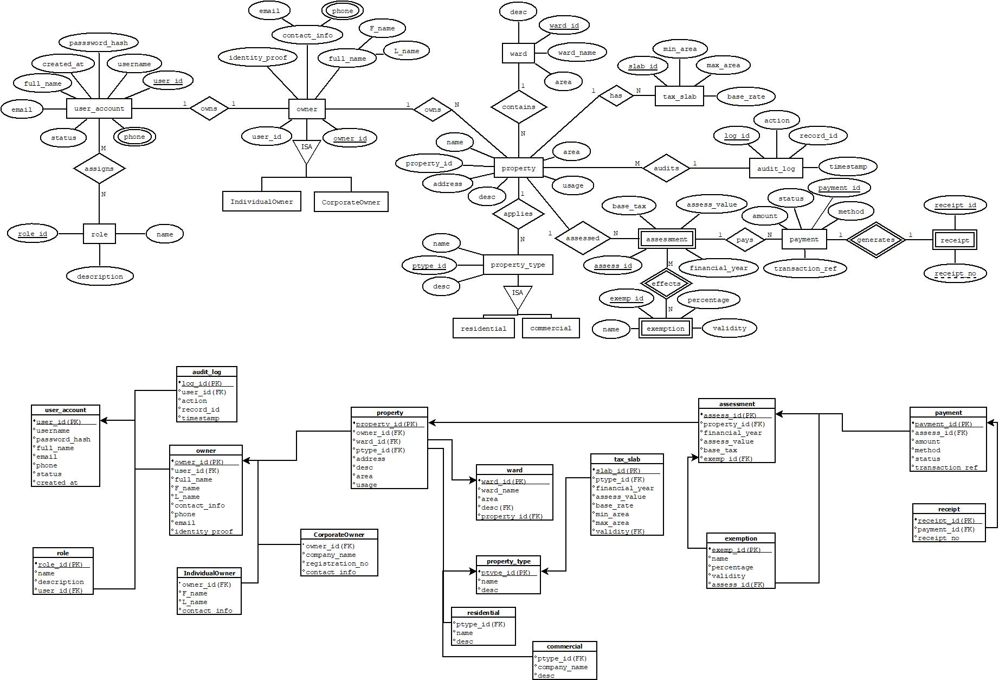 email
phone
contact_info
F_name
L_name
full_name
identity_proof
passsword_hash
created_at
username
full_name
user_id
email
user_account
status
phone
1
owns
1
owner
user_id
owner_id
ISA
IndividualOwner
CorporateOwner
M
assigns
N
role_id
role
name
description
1
owns
N
desc
ward_id
ward
ward_name
area
1
contains
N
1
has
N
min_area
slab_id
max_area
tax_slab
base_rate
name
property_id
address
desc
property
area
usage
M
audits
1
action
log_id
record_id
audit_log
timestamp
1
applies
N
name
ptype_id
desc
property_type
ISA
residential
commercial
1
assessed
N
base_tax
assess_value
assessment
assess_id
financial_year
M
effects
N
exemp_id
percentage
name
exemption
validity
1
pays
N
payment_id
status
amount
method
payment
transaction_ref
1
generates
1
receipt_id
receipt
receipt_no
audit_log
log_id(PK)
user_id(FK)
action
record_id
timestamp
user_account
user_id(PK)
username
password_hash
full_name
email
phone
status
created_at
owner
owner_id(PK)
user_id(FK)
full_name
F_name
L_name
contact_info
phone
email
identity_proof
role
role_id(PK)
name
description
user_id(FK)
IndividualOwner
owner_id(FK)
F_name
L_name
contact_info
CorporateOwner
owner_id(FK)
company_name
registration_no
contact_info
property
property_id(PK)
owner_id(FK)
ward_id(FK)
ptype_id(FK)
address
desc
area
usage
ward
ward_id(PK)
ward_name
area
desc(FK)
property_id(FK)
property_type
ptype_id(PK)
name
desc
residential
ptype_id(FK)
name
desc
commercial
ptype_id(FK)
company_name
desc
tax_slab
slab_id(PK)
ptype_id(FK)
financial_year
assess_value
base_rate
min_area
max_area
validity(FK)
assessment
assess_id(PK)
property_id(FK)
financial_year
assess_value
base_tax
exemp_id(FK)
exemption
exemp_id(PK)
name
percentage
validity
assess_id(FK)
payment
payment_id(PK)
assess_id(FK)
amount
method
status
transaction_ref
receipt
receipt_id(PK)
payment_id(FK)
receipt_no